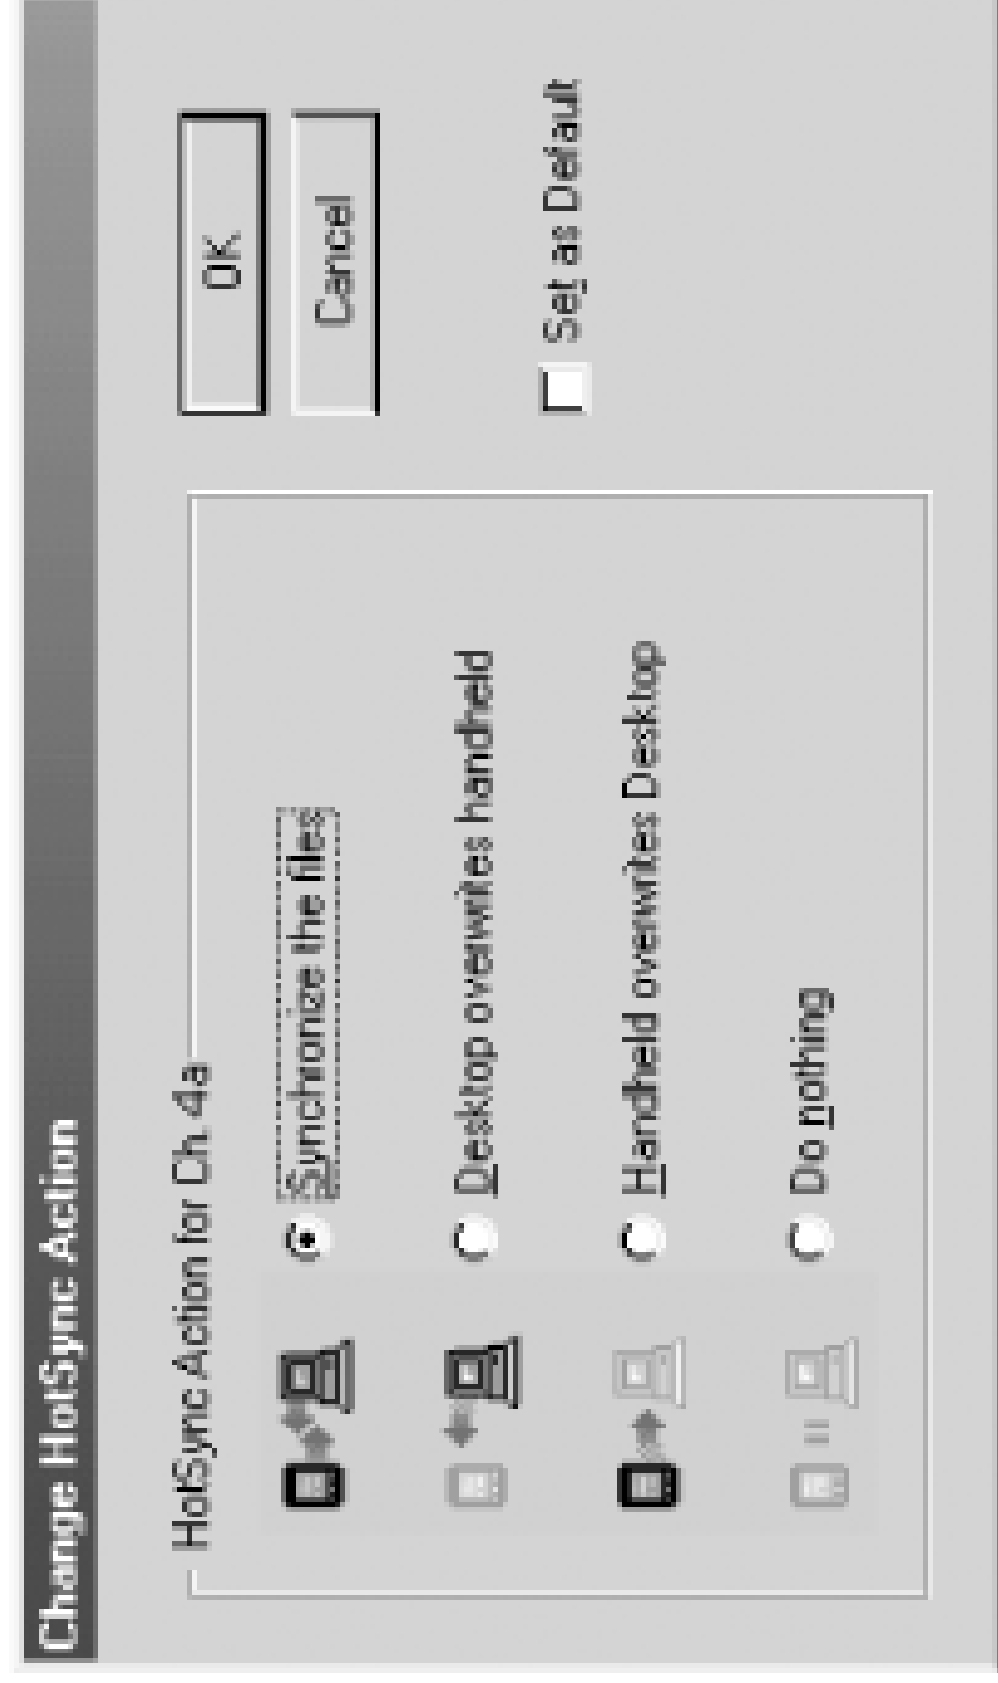 Change HotSync Action
HotSync Action for Ch. 4a
Synchronize the files
Desktop overwrites handheld
Handheld overwrites Desktop
Do nothing
OK
Cancel
Set as Default